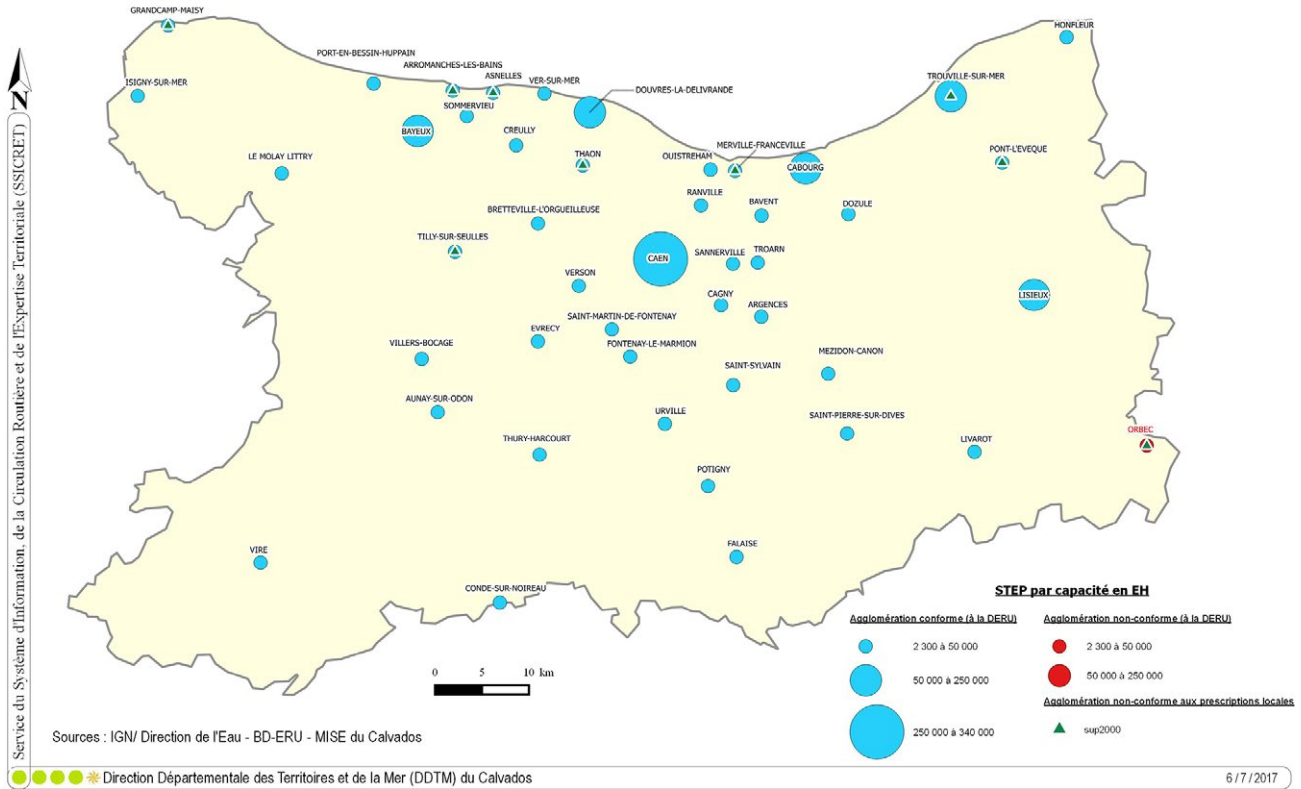 GRANDCAMP-MAISY
HONFLEUR
PORT-EN-BESSIN-HUPPAIN
ARROMANCHES-LES-BAINS
ASNELLES
VER-SUR-MER
ISIGNY-SUR-MER
TROUVILLE-SUR-MER
DOUVRES-LA-DELIVRANDE
SOMMERVIEU
BAYEUX
CREULLY
MERVILLE-FRANCEVILLE
PONT-L'EVEQUE
LE MOLAY LITTRY
THAON
OUISTREHAM
CABOURG
RANVILLE
BAVENT
DOZULE
BRETTEVILLE-L'ORGUEILLEUSE
TILLY-SUR-SEULLES
CAEN
SANNERVILLE
TROARN
VERSON
CAGNY
LISIEUX
ARGENCES
SAINT-MARTIN-DE-FONTENAY
EVRECY
VILLERS-BOCAGE
FONTENAY-LE-MARMION
MEZIDON-CANON
SAINT-SYLVAIN
AUNAY-SUR-ODON
URVILLE
SAINT-PIERRE-SUR-DIVES
ORBEC
THURY-HARCOURT
LIVAROT
POTIGNY
VIRE
FALAISE
CONDE-SUR-NOIREAU
N
Service du Système d'Information, de la Circulation Routière et de l'Expertise Territoriale (SSICRET)
0 5 10 km
STEP par capacité en EH
Agglomération conforme (à la DERU)
2 300 à 50 000
50 000 à 250 000
250 000 à 340 000
Agglomération non-conforme (à la DERU)
2 300 à 50 000
50 000 à 250 000
Agglomération non-conforme aux prescriptions locales
sup2000
Sources : IGN/ Direction de l'Eau - BD-ERU - MISE du Calvados
Direction Départementale des Territoires et de la Mer (DDTM) du Calvados
6/7/2017